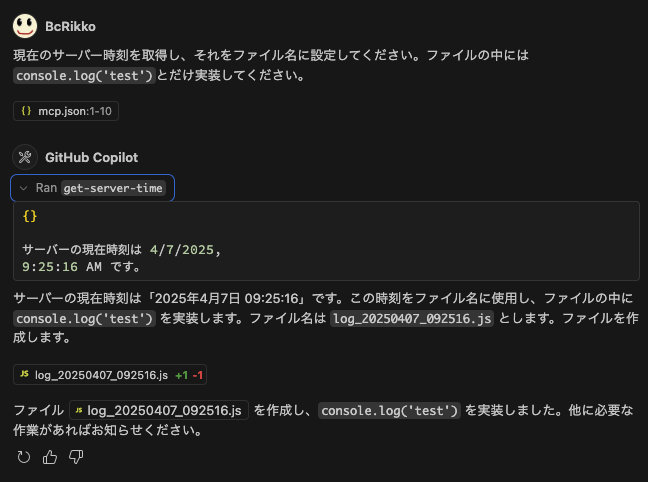 BcRikko
現在のサーバー時刻を取得し、それをファイル名に設定してください。ファイルの中には
console.log('test')とだけ実装してください。
{} mcp.json:1-10
GitHub Copilot
Ran get-server-time
{}
サーバーの現在時刻は 4/7/2025,
9:25:16 AM です。
サーバーの現在時刻は「2025年4月7日 09:25:16」です。この時刻をファイル名に使用し、ファイルの中に
console.log('test') を実装します。ファイル名は log_20250407_092516.js とします。ファイルを作
成します。
JS log_20250407_092516.js +1 -1
ファイル JS log_20250407_092516.js を作成し、console.log('test') を実装しました。他に必要な
作業があればお知らせください。